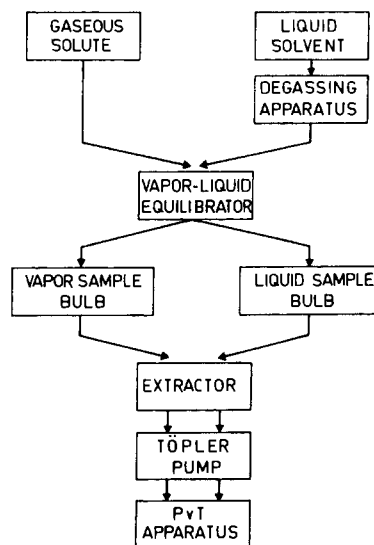 GASEOUS
SOLUTE
LIQUID
SOLVENT
DEGASSING
APPARATUS
VAPOR-LIQUID
EQUILIBRATOR
VAPOR SAMPLE
BULB
LIQUID SAMPLE
BULB
EXTRACTOR
TÖPLER
PUMP
PvT
APPARATUS